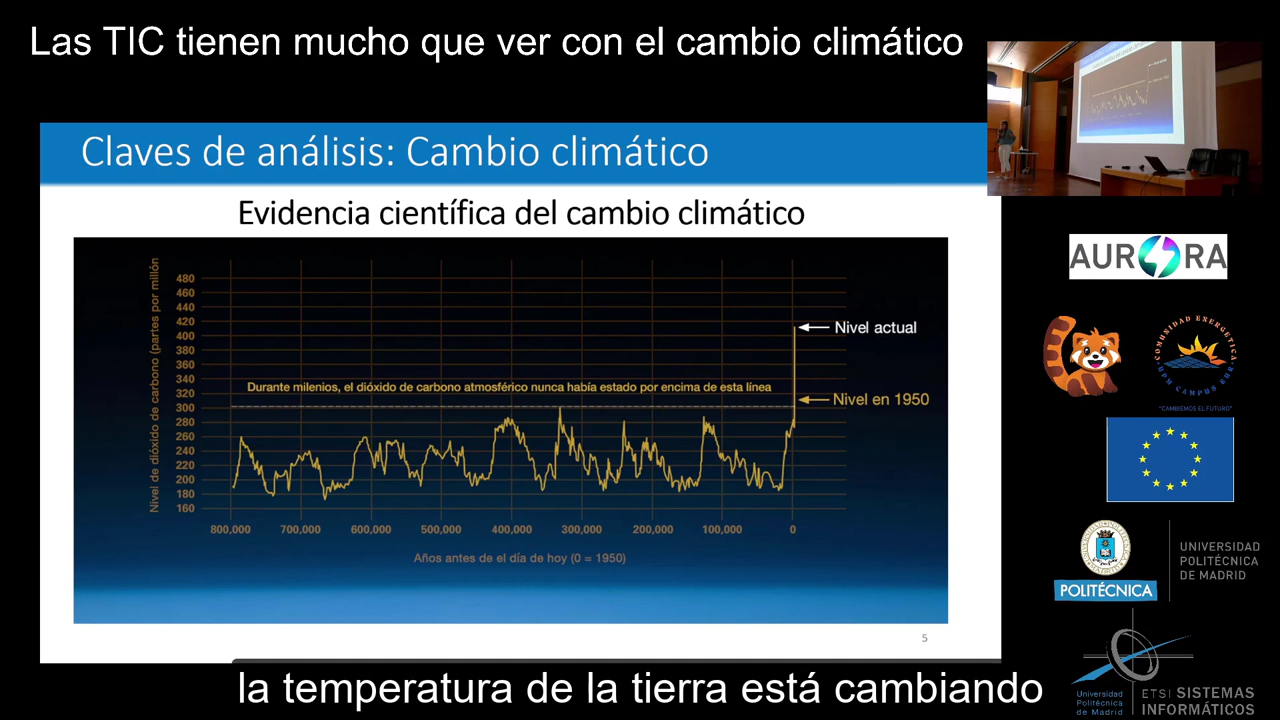 Las TIC tienen mucho que ver con el cambio climático
Claves de análisis: Cambio climático
Evidencia científica del cambio climático
Nivel de dióxido de carbono (partes por millón
480
460
440
420
400
380
360
340
320
300
280
260
240
220
200
180
160
Nivel actual
Durante milenios, el dióxido de carbono atmosférico nunca había estado por encima de esta línea
Nivel en 1950
800,000 700,000 600,000 500,000 400,000 300,000 200,000 100,000 0
Años antes de el día de hoy (0 = 1950)
5
la temperatura de la tierra está cambiando
AURORA
COMUNIDAD ENERGÉTICA
UPM CAMPUS SUR
"CAMBIEMOS EL FUTURO"
POLITÉCNICA
UNIVERSIDAD
POLITÉCNICA
DE MADRID
Universidad
Politécnica
de Madrid
ETSI SISTEMAS
INFORMÁTICOS